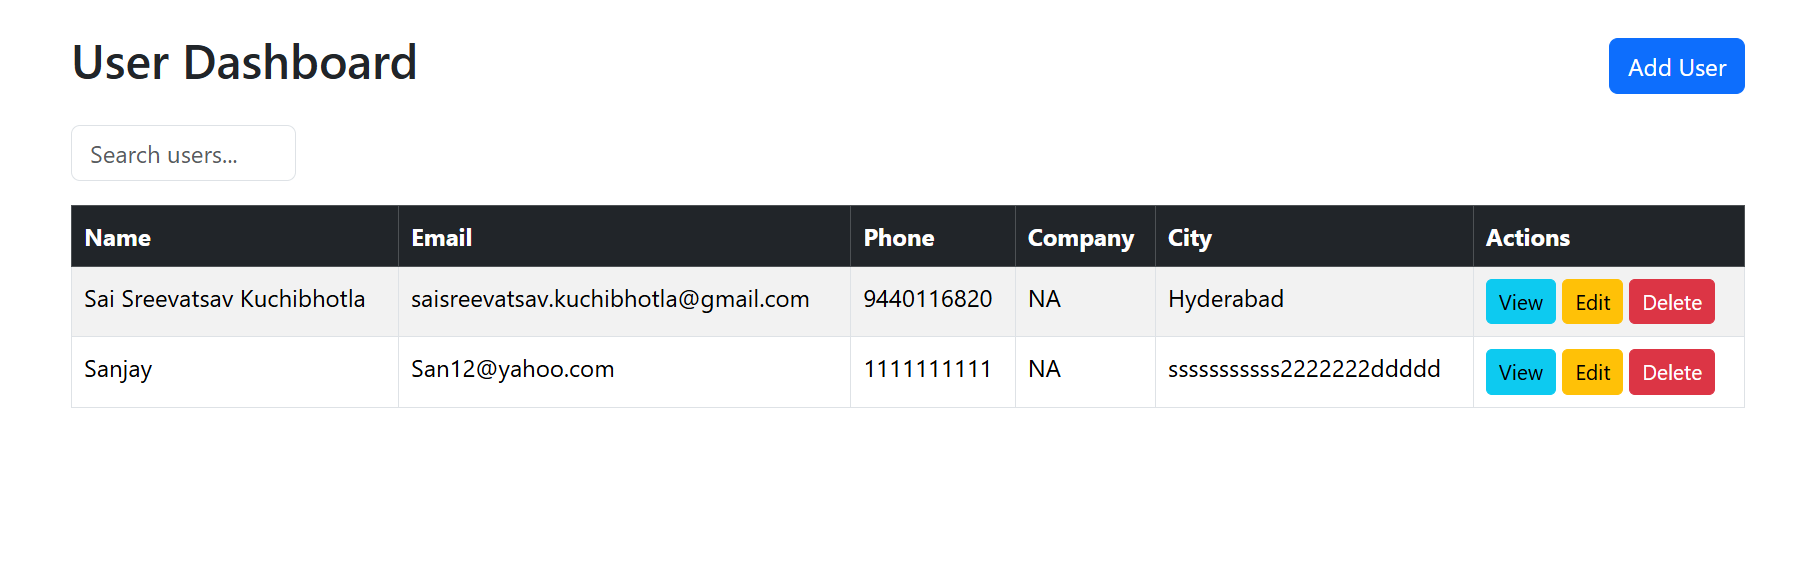 User Dashboard
Add User
Search users...
Name Email Phone Company City Actions
Sai Sreevatsav Kuchibhotla saisreevatsav.kuchibhotla@gmail.com 9440116820 NA Hyderabad View Edit Delete
Sanjay San12@yahoo.com 1111111111 NA sssssssssss2222222ddddd View Edit Delete